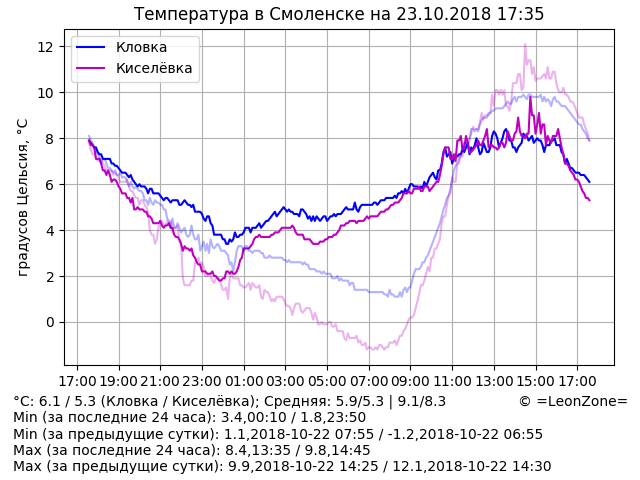 Температура в Смоленске на 23.10.2018 17:35
градусов Цельсия, °C
Кловка
Киселёвка
12
10
8
6
4
2
0
17:00 19:00 21:00 23:00 01:00 03:00 05:00 07:00 09:00 11:00 13:00 15:00 17:00
°C: 6.1 / 5.3 (Кловка / Киселёвка); Средняя: 5.9/5.3 | 9.1/8.3 © =LeonZone=
Min (за последние 24 часа): 3.4,00:10 / 1.8,23:50
Min (за предыдущие сутки): 1.1,2018-10-22 07:55 / -1.2,2018-10-22 06:55
Max (за последние 24 часа): 8.4,13:35 / 9.8,14:45
Max (за предыдущие сутки): 9.9,2018-10-22 14:25 / 12.1,2018-10-22 14:30